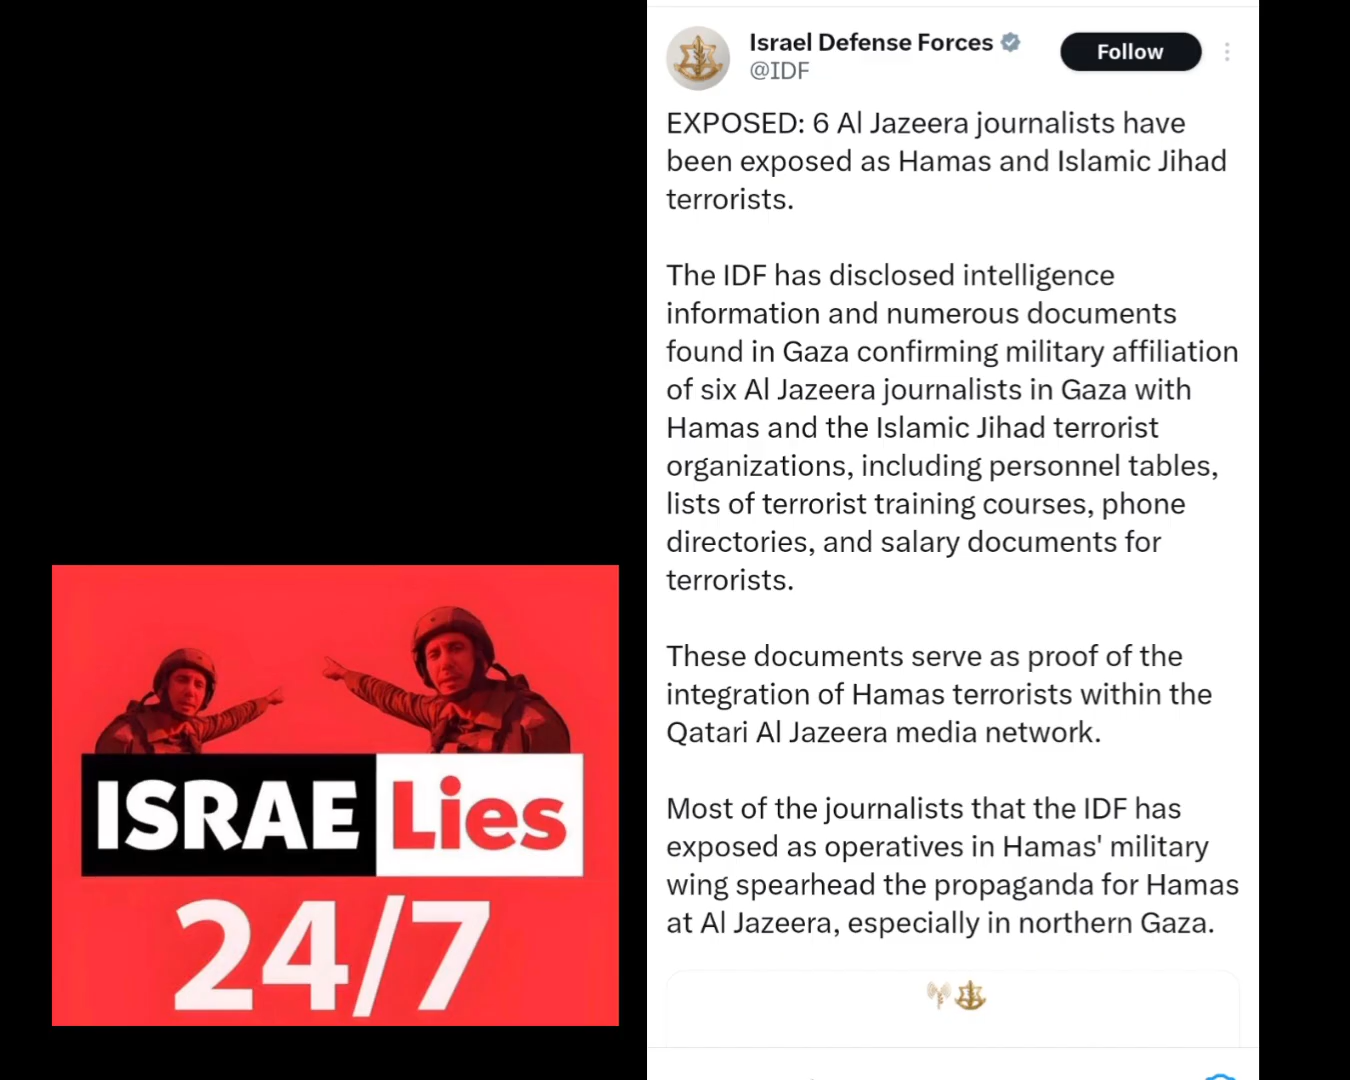 Israel Defense Forces
@IDF
Follow
EXPOSED: 6 Al Jazeera journalists have
been exposed as Hamas and Islamic Jihad
terrorists.
The IDF has disclosed intelligence
information and numerous documents
found in Gaza confirming military affiliation
of six Al Jazeera journalists in Gaza with
Hamas and the Islamic Jihad terrorist
organizations, including personnel tables,
lists of terrorist training courses, phone
directories, and salary documents for
terrorists.
These documents serve as proof of the
integration of Hamas terrorists within the
Qatari Al Jazeera media network.
Most of the journalists that the IDF has
exposed as operatives in Hamas' military
wing spearhead the propaganda for Hamas
at Al Jazeera, especially in northern Gaza.
ISRAELies
24/7